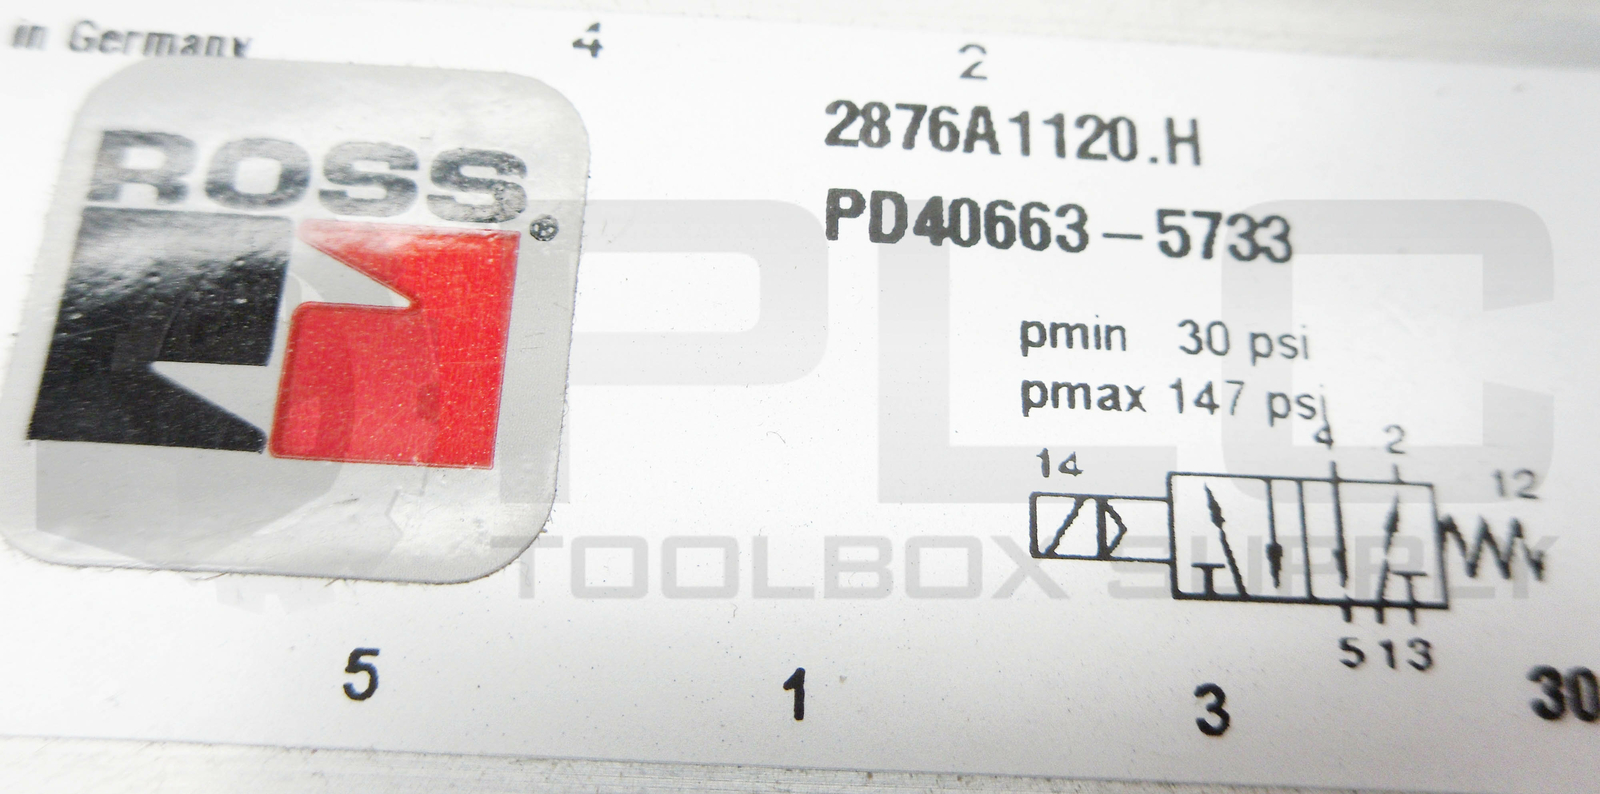 in Germany
4
2
ROSS®
2876A1120.H
PD40663-5733
pmin 30 psi
pmax 147 psi
4 2
14
12
5 1 3
5
1
3
30
PLC
TOOLBOX SUPPLY